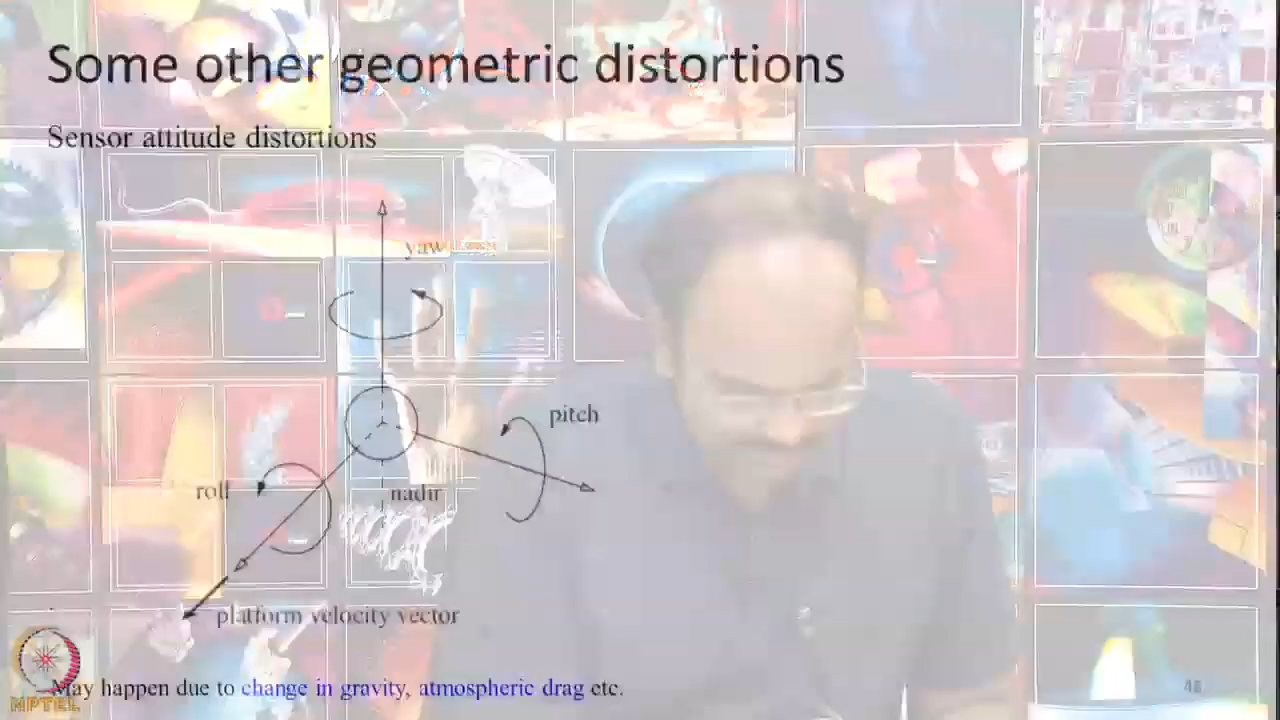 Some other geometric distortions
Sensor attitude distortions
yaw
pitch
roll
nadir
platform velocity vector
May happen due to change in gravity, atmospheric drag etc.
NPTEL